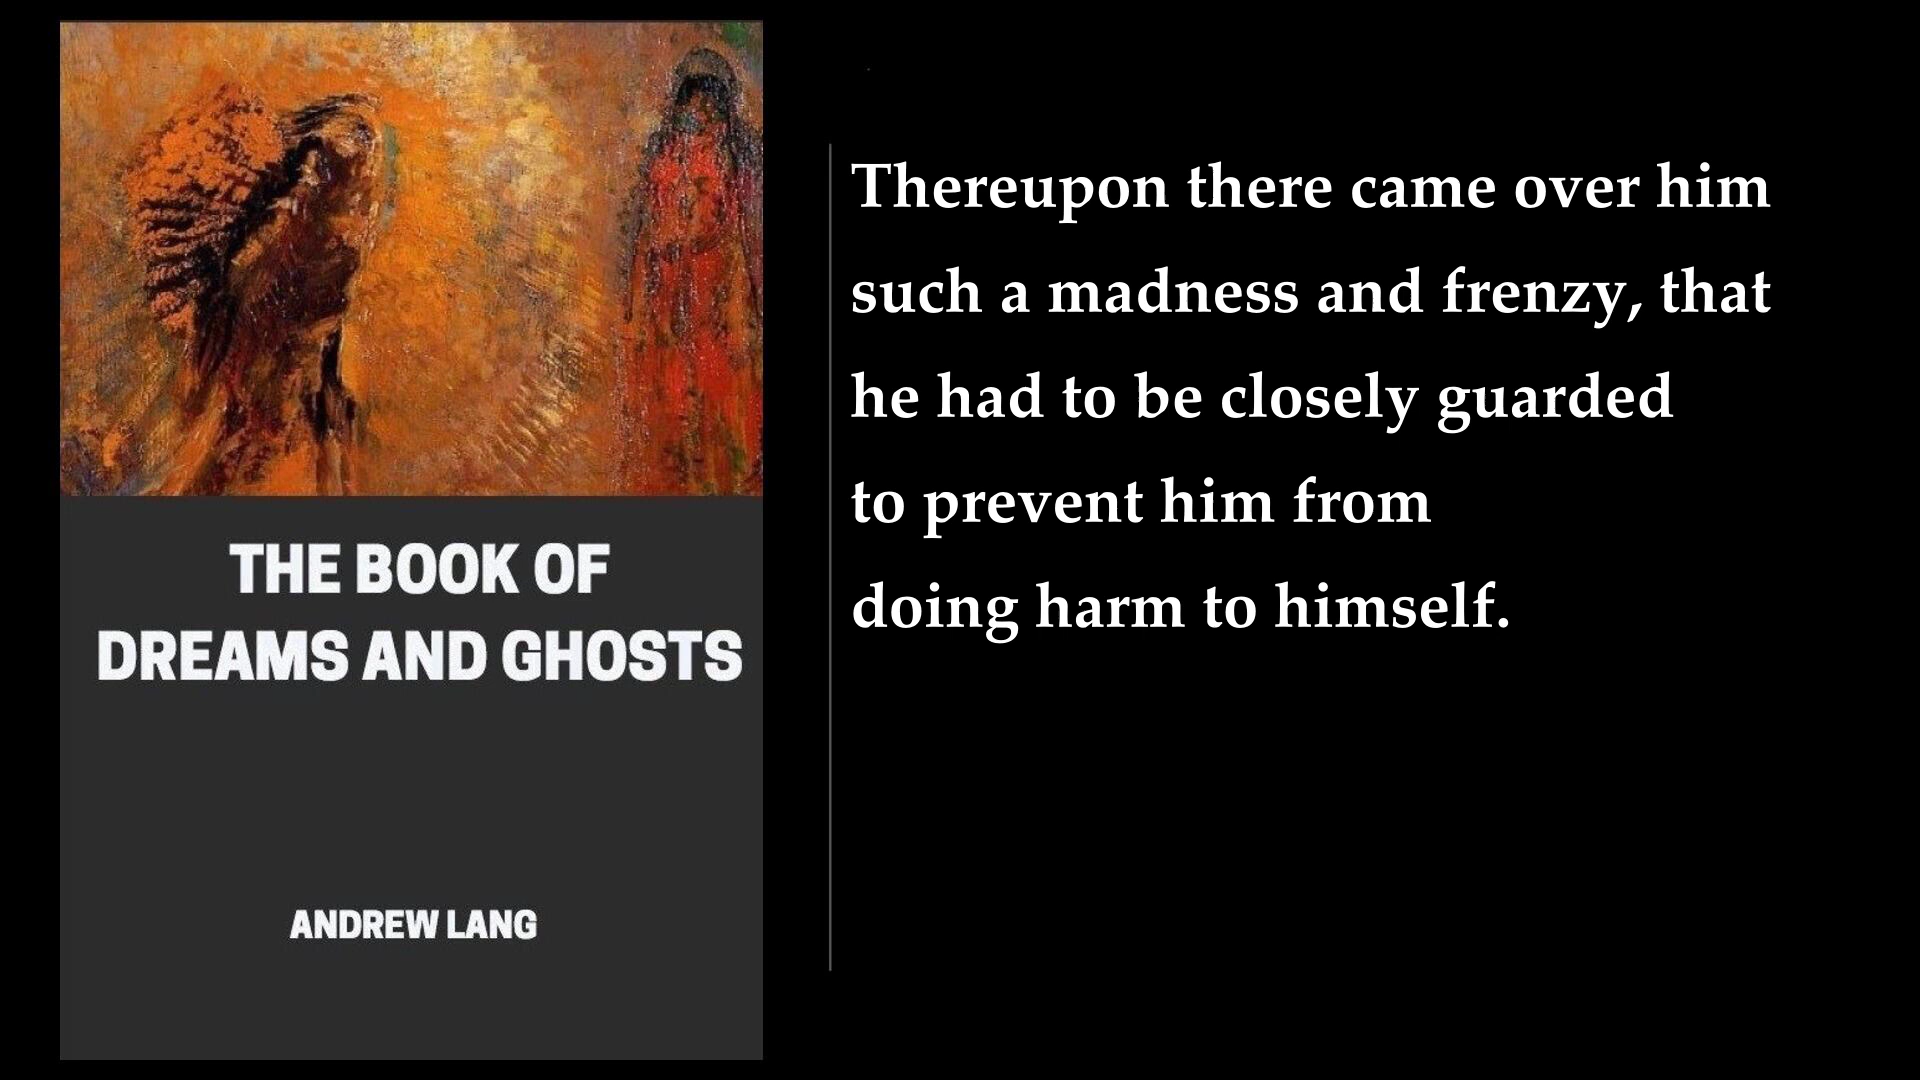 THE BOOK OF
DREAMS AND GHOSTS
ANDREW LANG
Thereupon there came over him
such a madness and frenzy, that
he had to be closely guarded
to prevent him from
doing harm to himself.